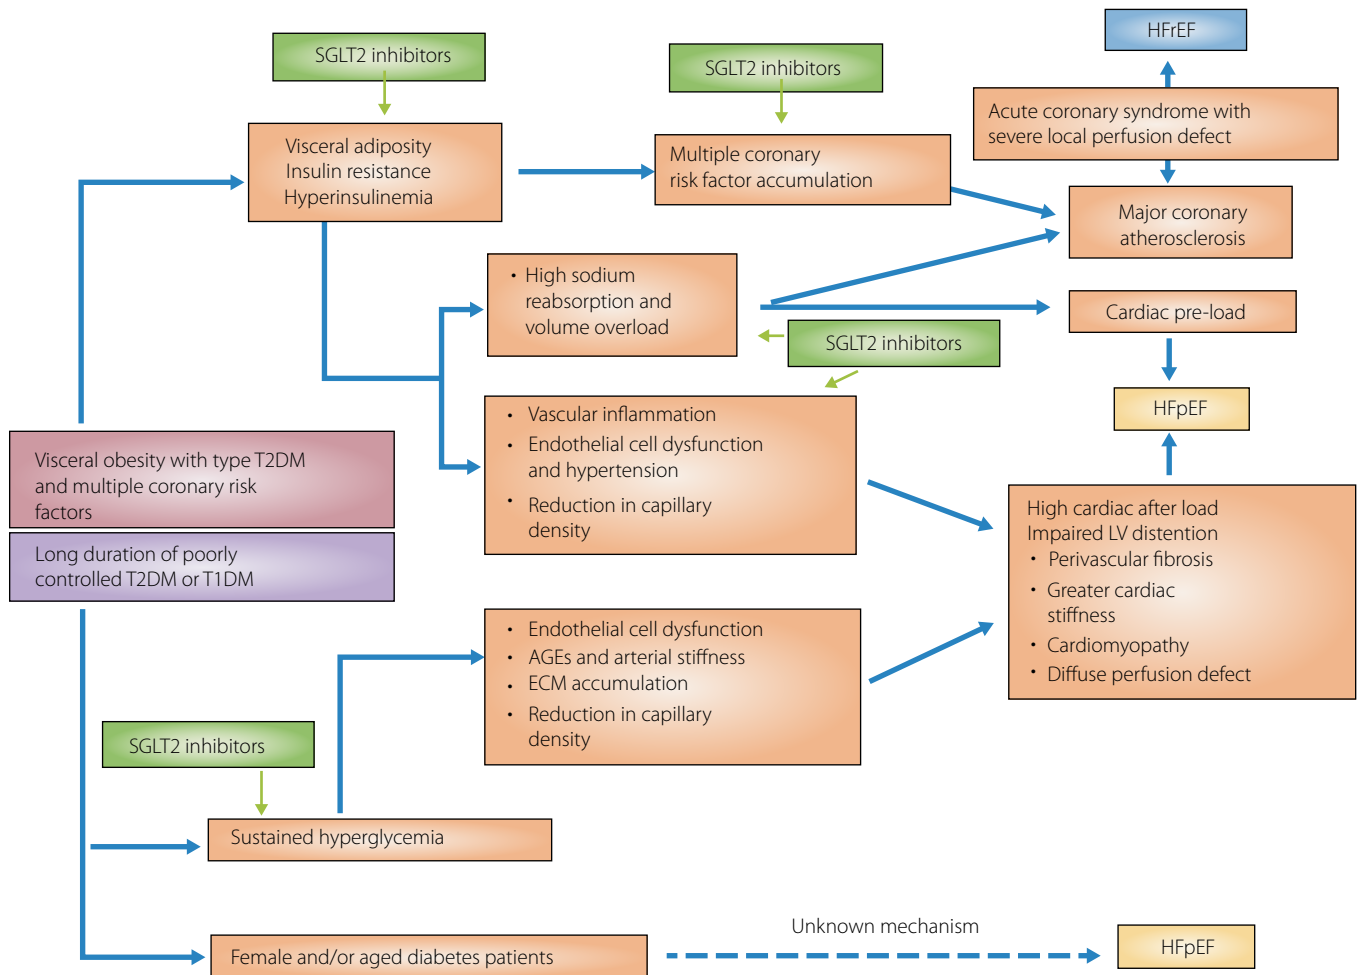 SGLT2 inhibitors
SGLT2 inhibitors
HFrEF
Visceral adiposity
Insulin resistance
Hyperinsulinemia
Multiple coronary
risk factor accumulation
Acute coronary syndrome with
severe local perfusion defect
Major coronary
atherosclerosis
• High sodium
reabsorption and
volume overload
Cardiac pre-load
SGLT2 inhibitors
HFpEF
• Vascular inflammation
• Endothelial cell dysfunction
and hypertension
• Reduction in capillary
density
Visceral obesity with type T2DM
and multiple coronary risk
factors
Long duration of poorly
controlled T2DM or T1DM
High cardiac after load
Impaired LV distention
• Perivascular fibrosis
• Greater cardiac
stiffness
• Cardiomyopathy
• Diffuse perfusion defect
• Endothelial cell dysfunction
• AGEs and arterial stiffness
• ECM accumulation
• Reduction in capillary
density
SGLT2 inhibitors
Sustained hyperglycemia
Female and/or aged diabetes patients
Unknown mechanism
HFpEF